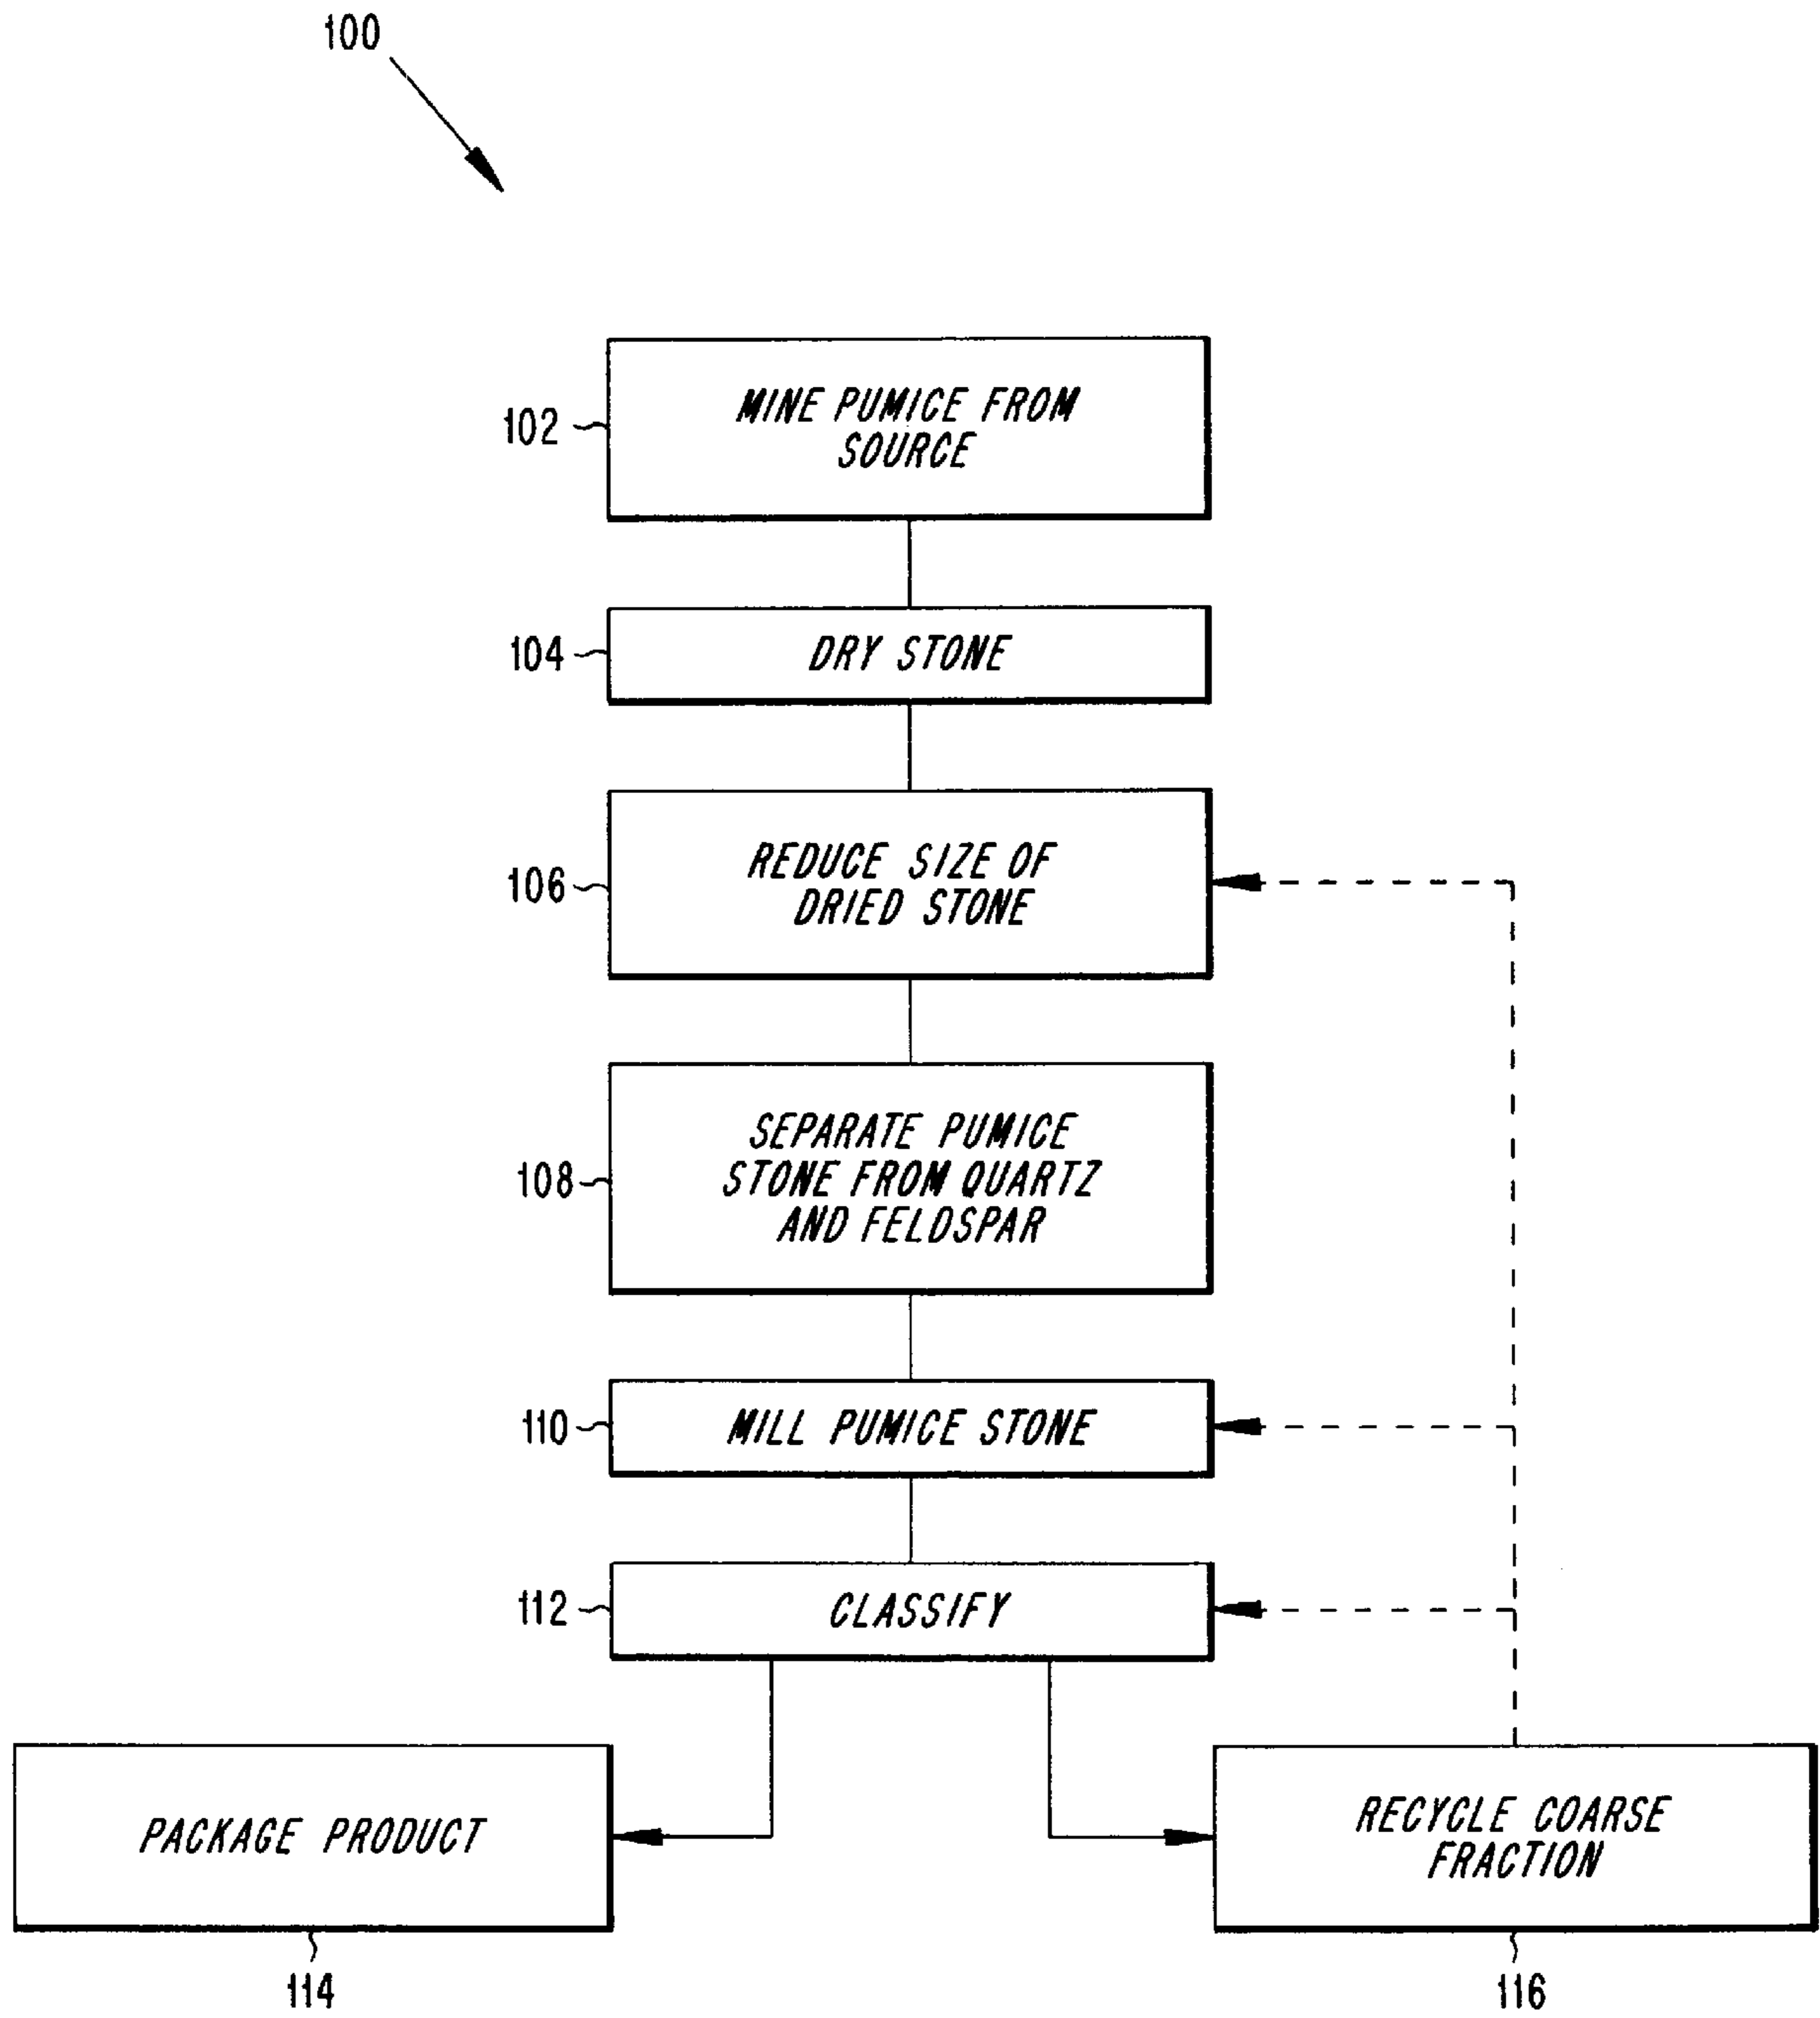 100
102
MINE PUMICE FROM
SOURCE
104
DRY STONE
106
REDUCE SIZE OF
DRIED STONE
108
SEPARATE PUMICE
STONE FROM QUARTZ
AND FELDSPAR
110
MILL PUMICE STONE
112
CLASSIFY
PACKAGE PRODUCT
114
RECYCLE COARSE
FRACTION
116